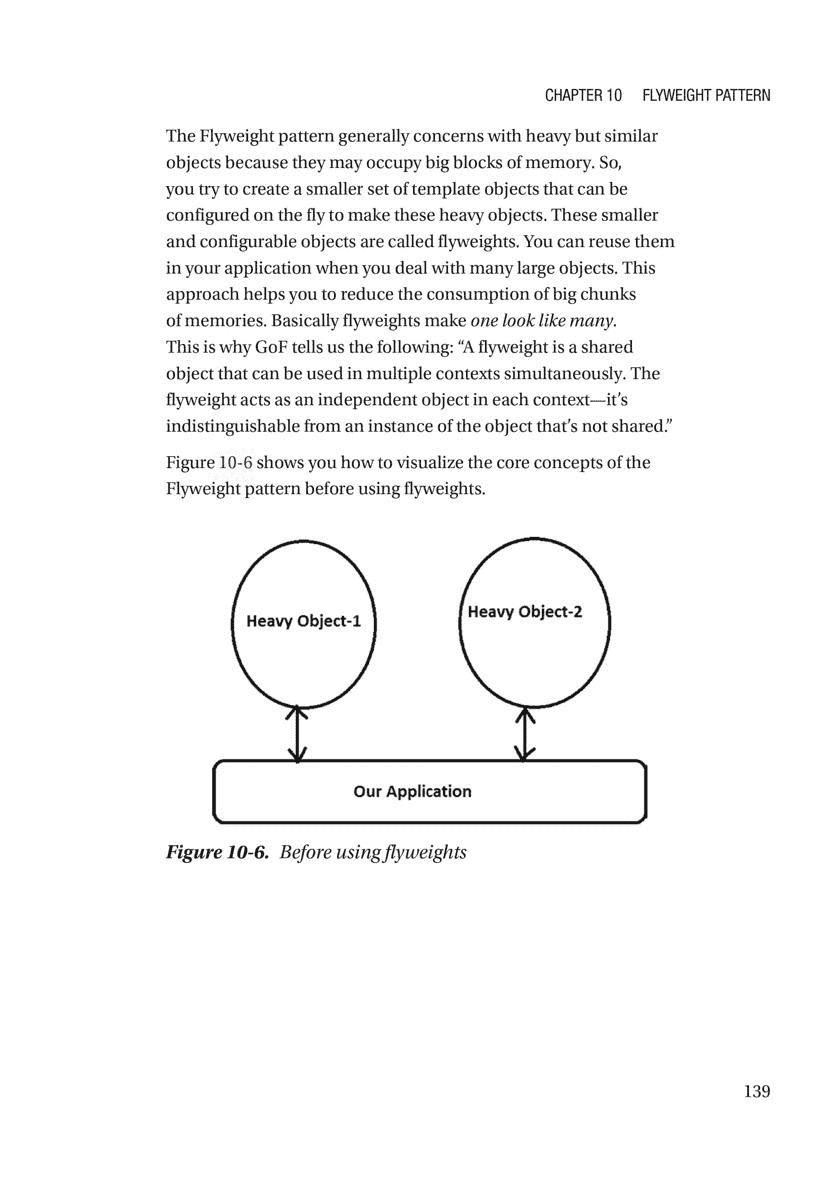 CHAPTER 10 FLYWEIGHT PATTERN
The Flyweight pattern generally concerns with heavy but similar
objects because they may occupy big blocks of memory. So,
you try to create a smaller set of template objects that can be
configured on the fly to make these heavy objects. These smaller
and configurable objects are called flyweights. You can reuse them
in your application when you deal with many large objects. This
approach helps you to reduce the consumption of big chunks
of memories. Basically flyweights make one look like many.
This is why GoF tells us the following: “A flyweight is a shared
object that can be used in multiple contexts simultaneously. The
flyweight acts as an independent object in each context—it’s
indistinguishable from an instance of the object that’s not shared.”
Figure 10-6 shows you how to visualize the core concepts of the
Flyweight pattern before using flyweights.
Heavy Object-1
Heavy Object-2
Our Application
Figure 10-6. Before using flyweights
139